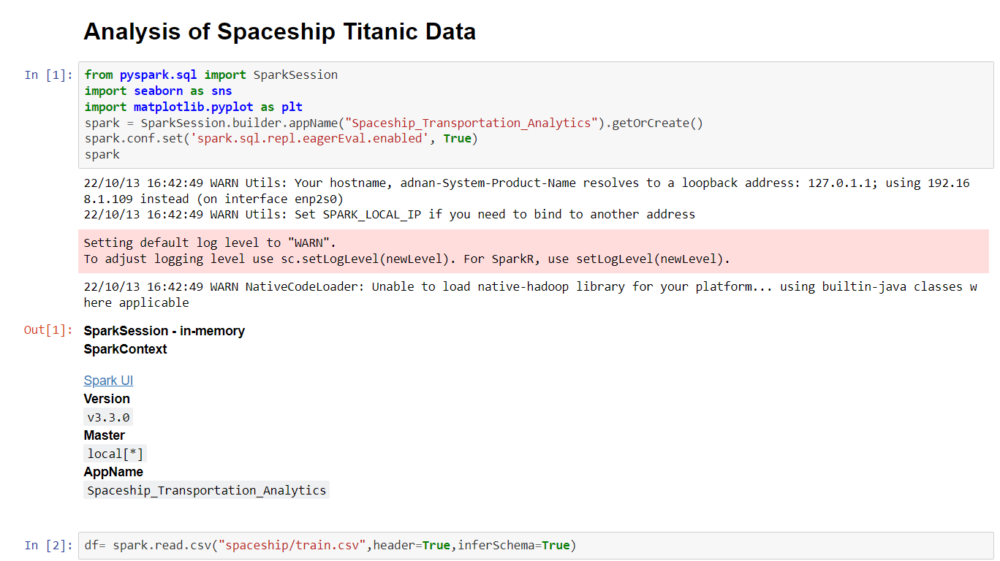 Analysis of Spaceship Titanic Data
In [1]:
from pyspark.sql import SparkSession
import seaborn as sns
import matplotlib.pyplot as plt
spark = SparkSession.builder.appName("Spaceship_Transportation_Analytics").getOrCreate()
spark.conf.set('spark.sql.repl.eagerEval.enabled', True)
spark
22/10/13 16:42:49 WARN Utils: Your hostname, adnan-System-Product-Name resolves to a loopback address: 127.0.1.1; using 192.16
8.1.109 instead (on interface enp2s0)
22/10/13 16:42:49 WARN Utils: Set SPARK_LOCAL_IP if you need to bind to another address
Setting default log level to "WARN".
To adjust logging level use sc.setLogLevel(newLevel). For SparkR, use setLogLevel(newLevel).
22/10/13 16:42:49 WARN NativeCodeLoader: Unable to load native-hadoop library for your platform... using builtin-java classes w
here applicable
Out[1]:
SparkSession - in-memory
SparkContext
Spark UI
Version
v3.3.0
Master
local[*]
AppName
Spaceship_Transportation_Analytics
In [2]:
df= spark.read.csv("spaceship/train.csv",header=True,inferSchema=True)